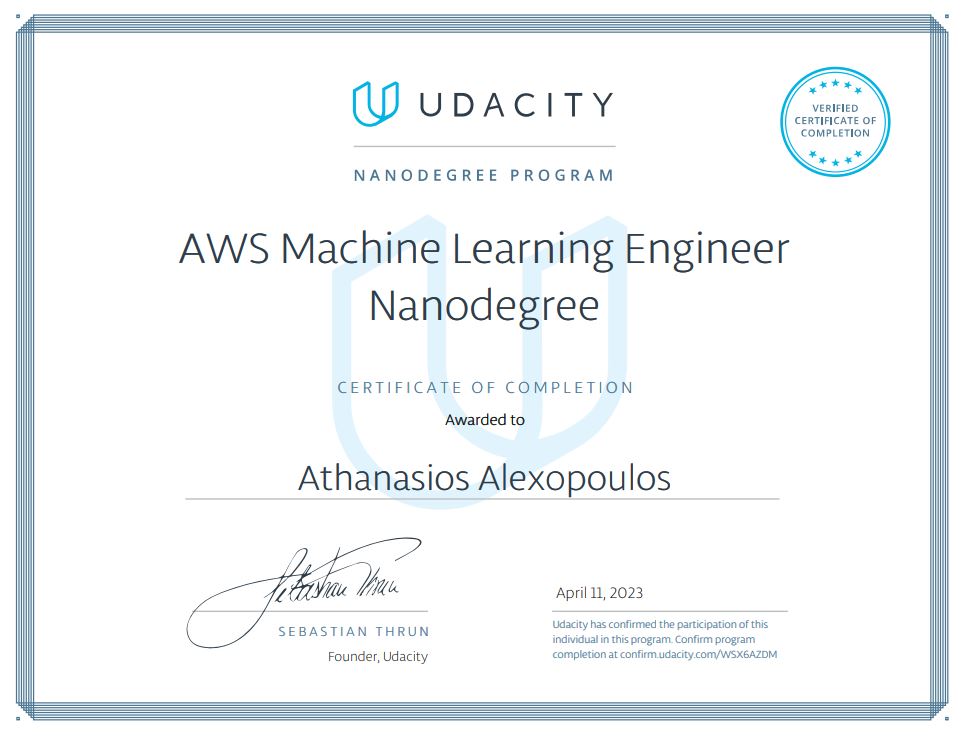 UDACITY
VERIFIED
CERTIFICATE OF
COMPLETION
NANODEGREE PROGRAM
AWS Machine Learning Engineer
Nanodegree
CERTIFICATE OF COMPLETION
Awarded to
Athanasios Alexopoulos
Sebastian Thrun
SEBASTIAN THRUN
Founder, Udacity
April 11, 2023
Udacity has confirmed the participation of this
individual in this program. Confirm program
completion at confirm.udacity.com/WSX6AZDM